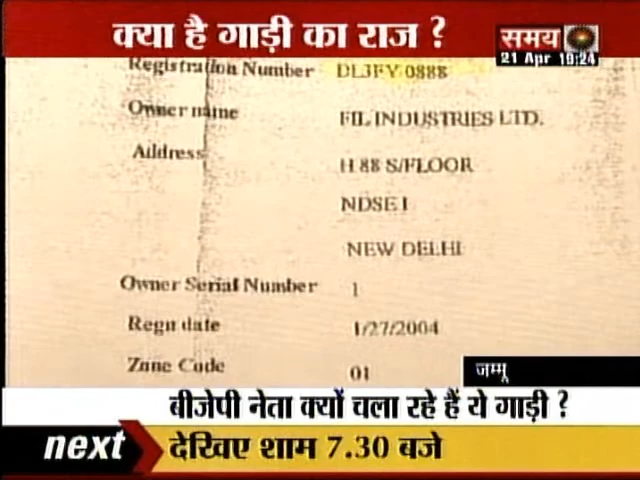 क्या है गाड़ी का राज ?
समय
21 Apr 19:24
Registration Number DL3FV 0888
Owner name FIL INDUSTRIES LTD.
Address H 88 S/FLOOR
NDSE I
NEW DELHI
Owner Serial Number 1
Regn date 1/27/2004
Zone Code 01
जम्मू
बीजेपी नेता क्यों चला रहे हैं ये गाड़ी ?
next देखिए शाम 7.30 बजे